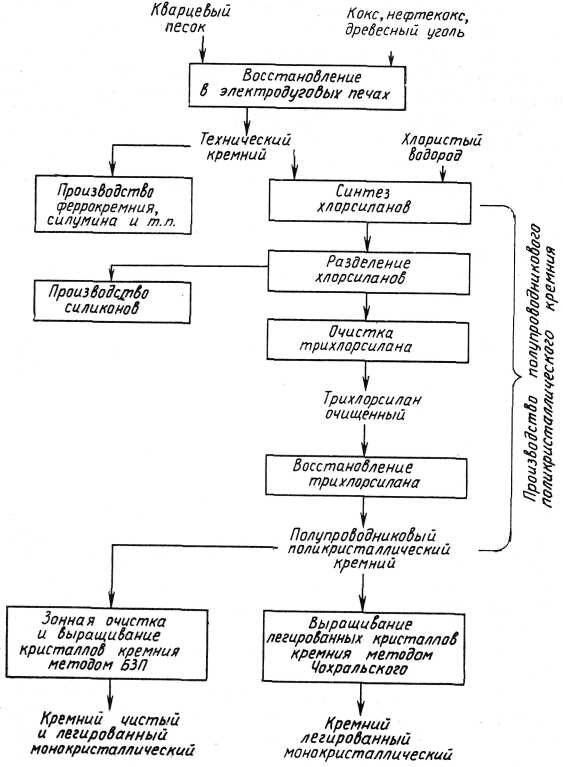 Кварцевый
песок
Кокс, нефтекокс,
древесный уголь
Восстановление
в электродуговых печах
Технический
кремний
Хлористый
водород
Производство
феррокремния,
силумина и т.п.
Синтез
хлорсиланов
Разделение
хлорсиланов
Производство
силиконов
Очистка
трихлорсилана
Трихлорсилан
очищенный
Восстановление
трихлорсилана
Полупроводниковый
поликристаллический
кремний
Производство полупроводникового
поликристаллического кремния
Зонная очистка
и выращивание
кристаллов кремния
методом БЗП
Выращивание
легированных кристаллов
кремния методом
Чохральского
Кремний чистый
и легированный
монокристаллический
Кремний
легированный
монокристаллический